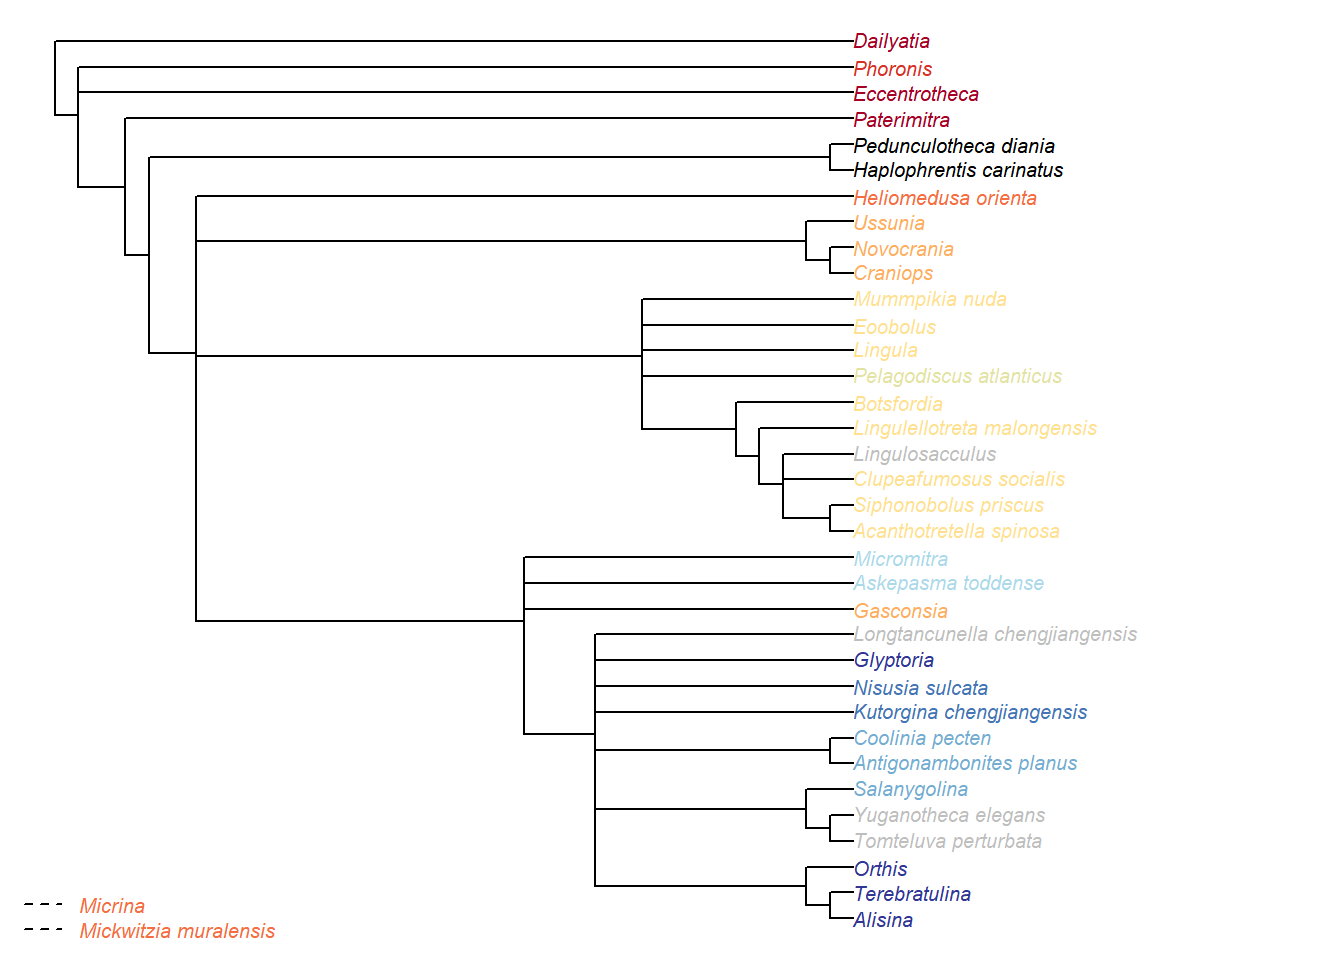 Dailyatia
Phoronis
Eccentrotheca
Paterimitra
Pedunculotheca diania
Haplophrentis carinatus
Heliomedusa orienta
Ussunia
Novocrania
Craniops
Mummpikia nuda
Eoobolus
Lingula
Pelagodiscus atlanticus
Botsfordia
Lingulellotreta malongensis
Lingulosacculus
Clupeafumosus socialis
Siphonobolus priscus
Acanthotretella spinosa
Micromitra
Askepasma toddense
Gasconsia
Longtancunella chengjiangensis
Glyptoria
Nisusia sulcata
Kutorgina chengjiangensis
Coolinia pecten
Antigonambonites planus
Salanygolina
Yuganotheca elegans
Tomteluva perturbata
Orthis
Terebratulina
Alisina
Micrina
Mickwitzia muralensis